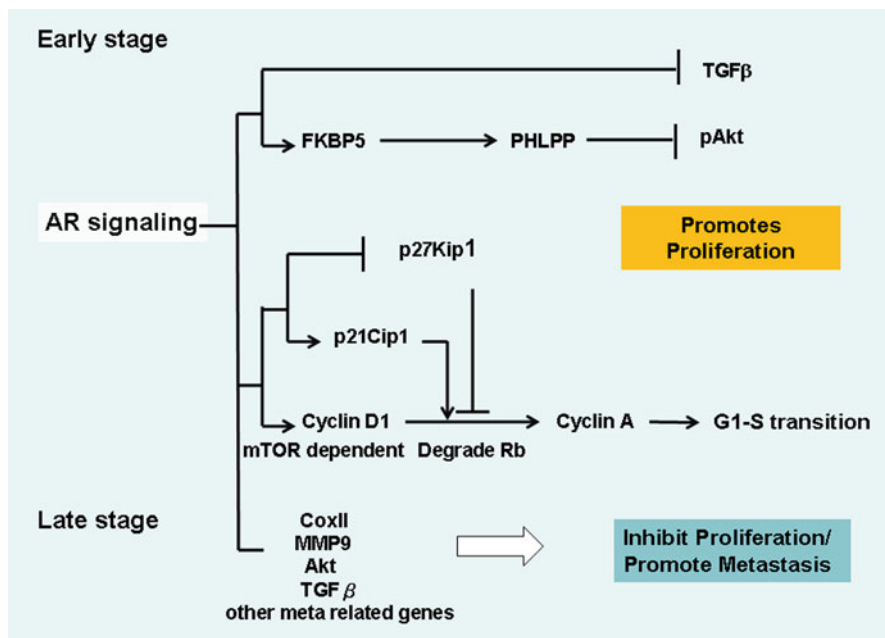 Early stage
TGFβ
FKBP5 PHLPP pAkt
AR signaling
Promotes
Proliferation
p27Kip1
p21Cip1
Cyclin D1 Cyclin A G1-S transition
mTOR dependent Degrade Rb
Late stage
CoxII
MMP9
Akt
TGF β
other meta related genes
Inhibit Proliferation/
Promote Metastasis